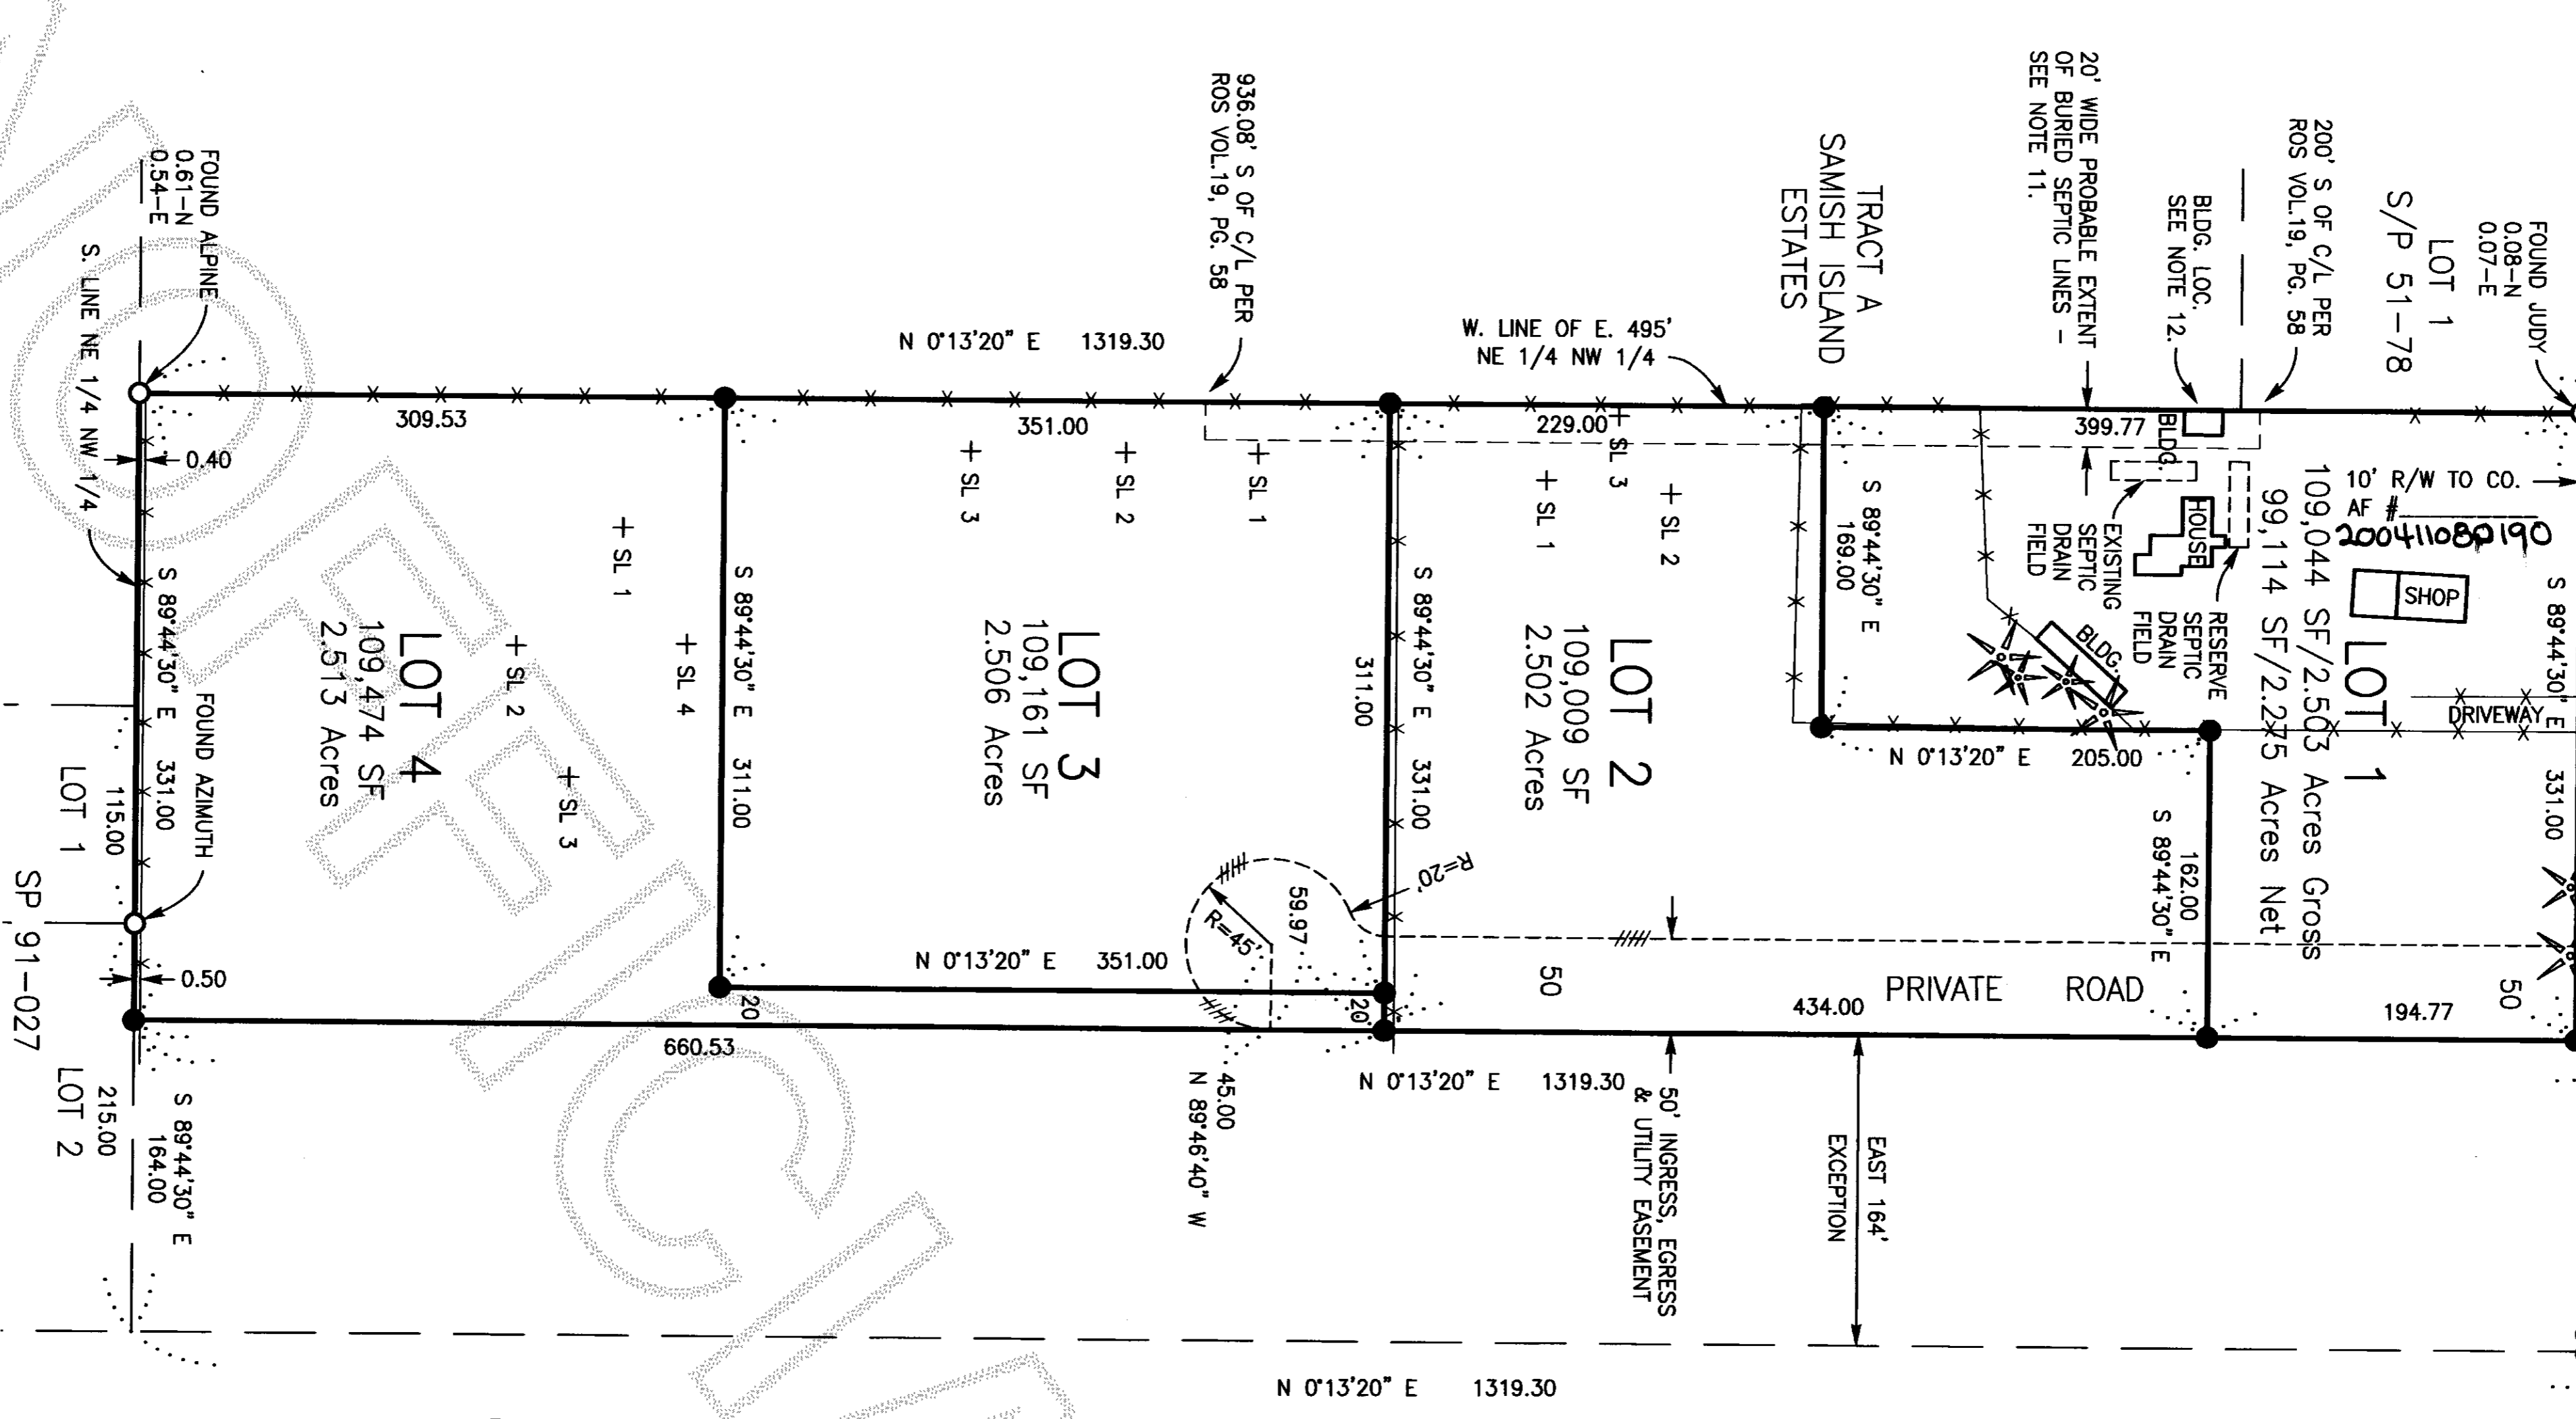 FOUND JUDY
0.08-N
0.07-E
LOT 1
S/P 51-78
200' S OF C/L PER
ROS VOL.19, PG. 58
BLDG. LOC.
SEE NOTE 12.
20' WIDE PROBABLE EXTENT
OF BURIED SEPTIC LINES -
SEE NOTE 11.
TRACT A
SAMISH ISLAND
ESTATES
W. LINE OF E. 495'
NE 1/4 NW 1/4
936.08' S OF C/L PER
ROS VOL.19, PG. 58
N 0°13'20" E 1319.30
FOUND ALPINE
0.61-N
0.54-E
S. LINE NE 1/4 NW 1/4
309.53
351.00
229.00
399.77
BLDG.
10' R/W TO CO.
AF #
200411080190
SHOP
HOUSE
EXISTING
SEPTIC
DRAIN
FIELD
RESERVE
SEPTIC
DRAIN
FIELD
BLDG.
LOT 1
109,044 SF/2.503 Acres Gross
99,114 SF/2.275 Acres Net
S 89°44'30" E 331.00
DRIVEWAY
S 89°44'30" E
169.00
N 0°13'20" E 205.00
162.00
S 89°44'30" E
SL 3
SL 2
SL 1
LOT 2
109,009 SF
2.502 Acres
S 89°44'30" E 331.00
311.00
SL 1
SL 2
SL 3
LOT 3
109,161 SF
2.506 Acres
S 89°44'30" E 311.00
SL 4
SL 1
SL 2
SL 3
LOT 4
109,474 SF
2.513 Acres
0.40
S 89°44'30" E 331.00
FOUND AZIMUTH
115.00
LOT 1
SP 91-027
0.50
R=20'
59.97
R=45'
N 0°13'20" E 351.00
20
20
50
PRIVATE ROAD
434.00
194.77
50
660.53
N 0°13'20" E 1319.30
45.00
N 89°46'40" W
50' INGRESS, EGRESS
& UTILITY EASEMENT
EAST 164'
EXCEPTION
S 89°44'30" E
164.00
215.00
LOT 2
N 0°13'20" E 1319.30